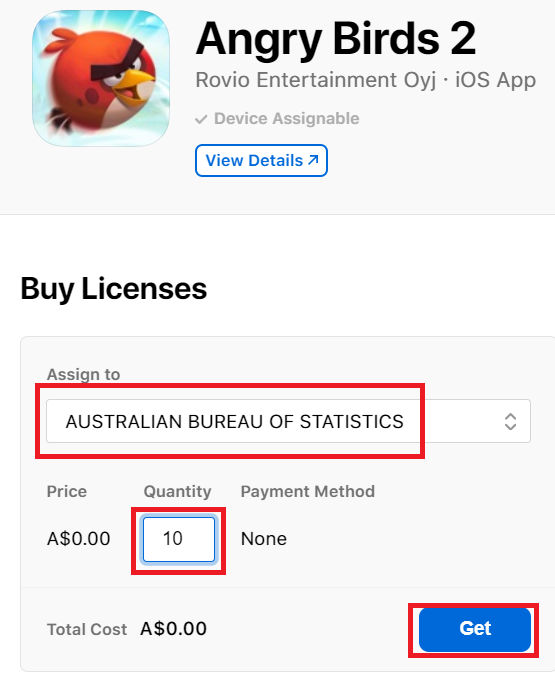 Angry Birds 2
Rovio Entertainment Oyj · iOS App
✓ Device Assignable
View Details ↗
Buy Licenses
Assign to
AUSTRALIAN BUREAU OF STATISTICS
Price Quantity Payment Method
A$0.00 10 None
Total Cost A$0.00 Get